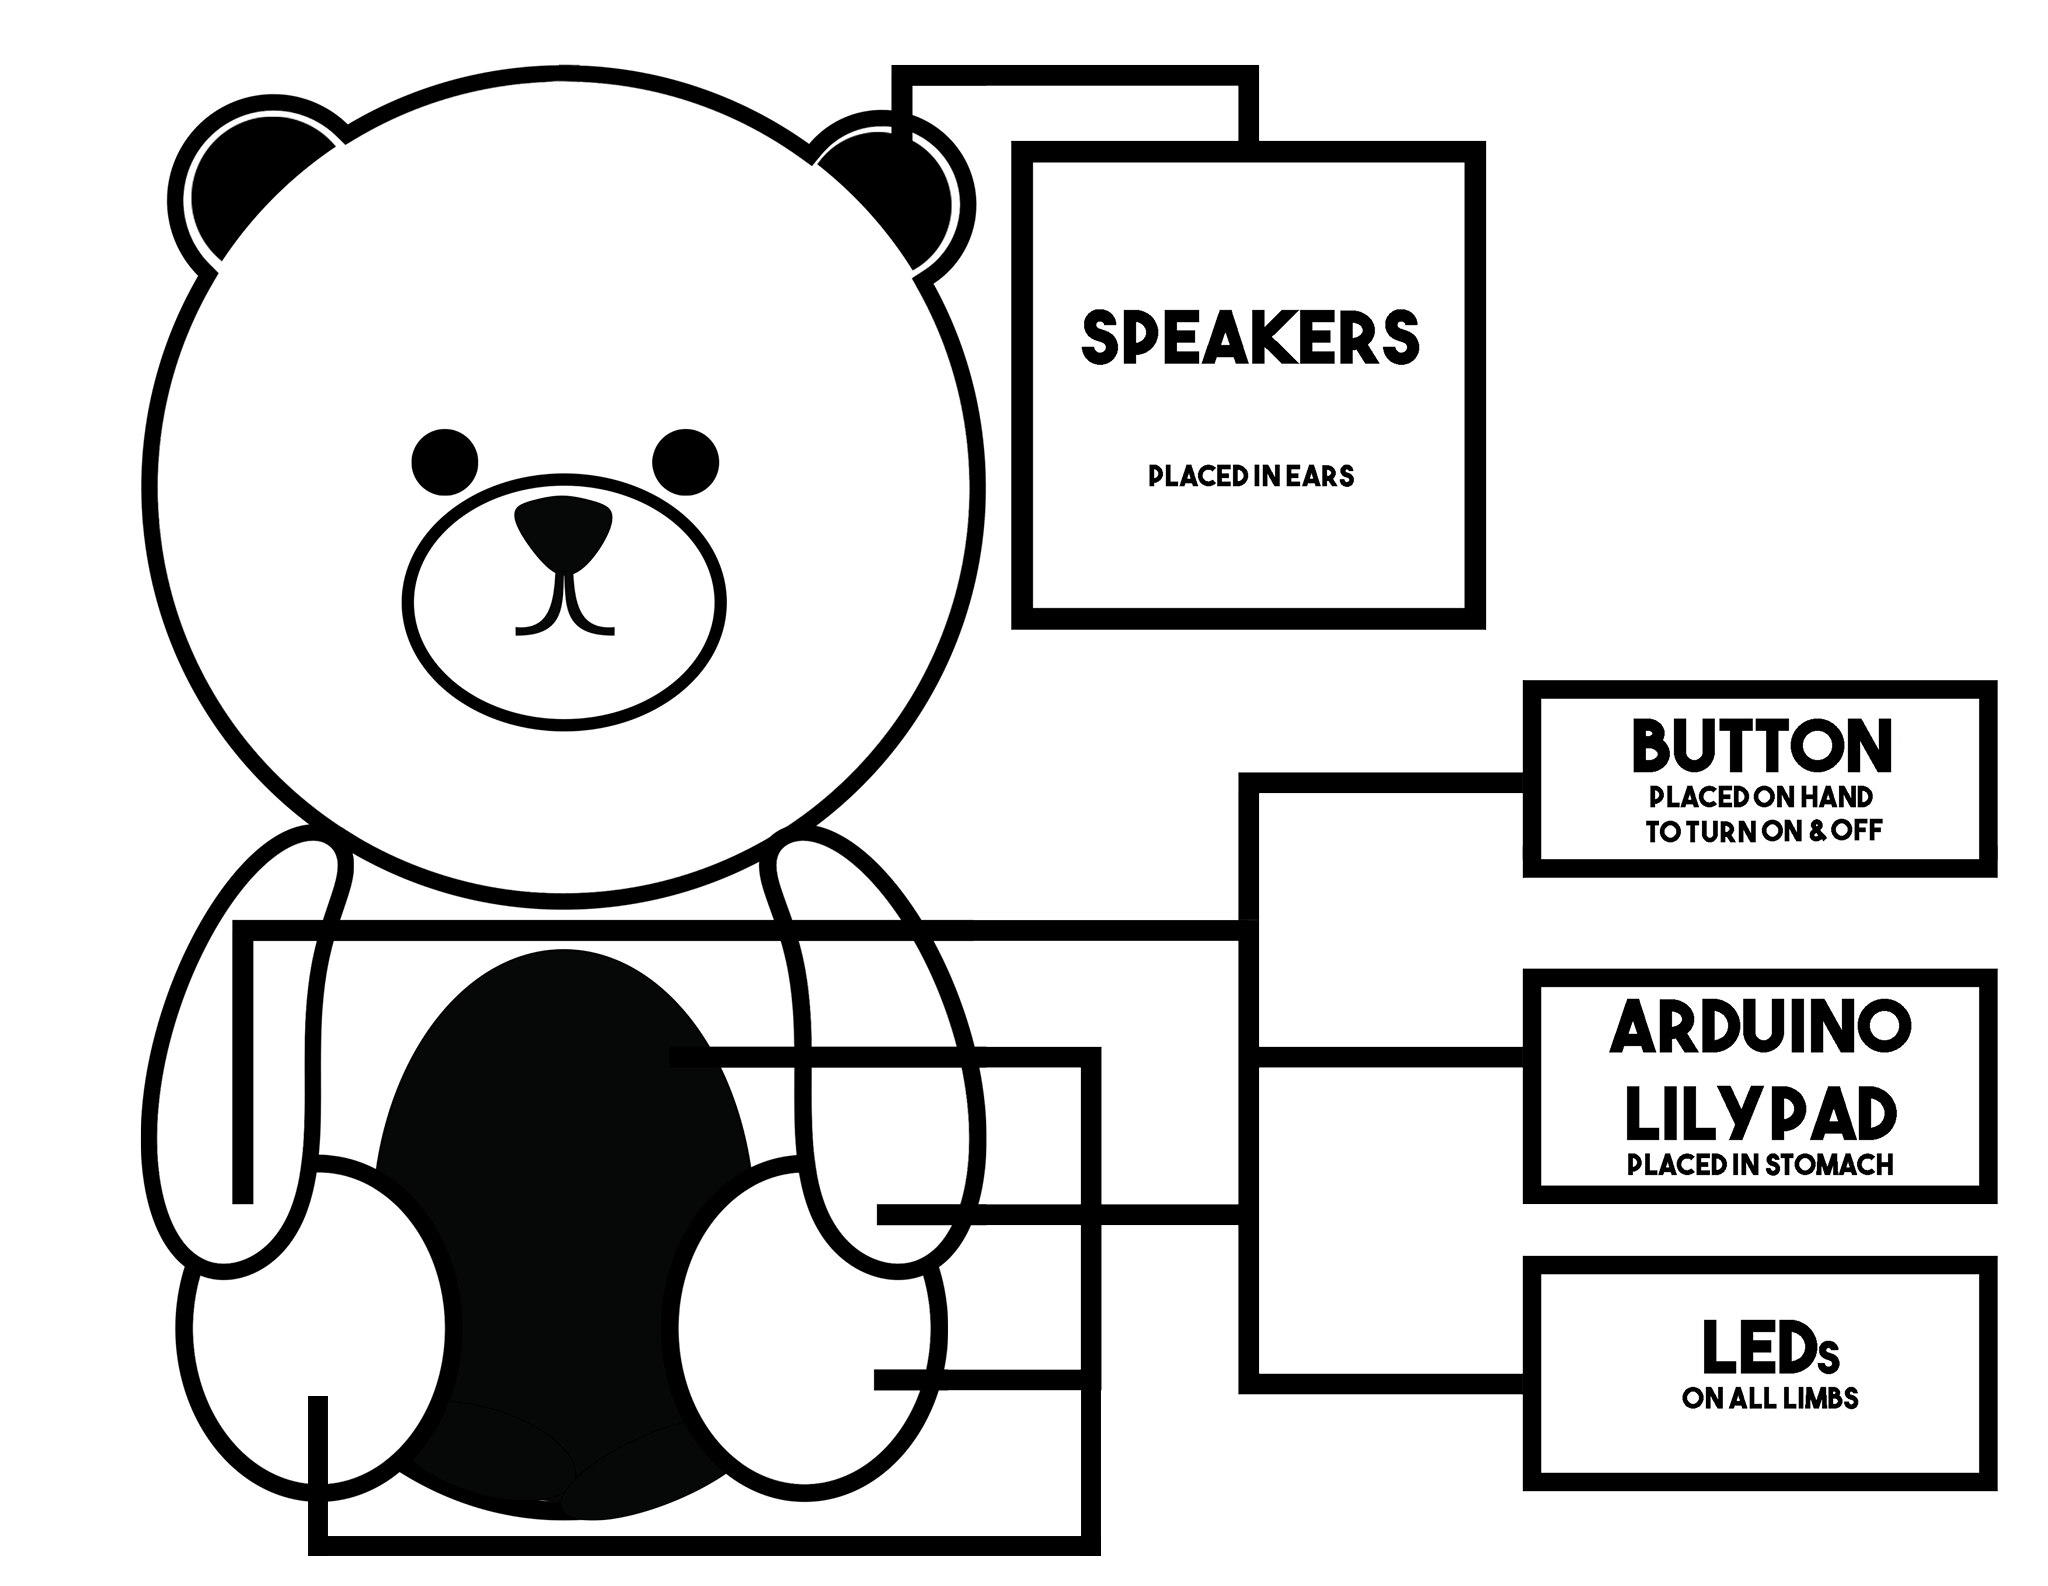 SPEAKERS
PLACED IN EARS
BUTTON
PLACED ON HAND
TO TURN ON & OFF
ARDUINO
LILYPAD
PLACED IN STOMACH
LEDs
ON ALL LIMBS